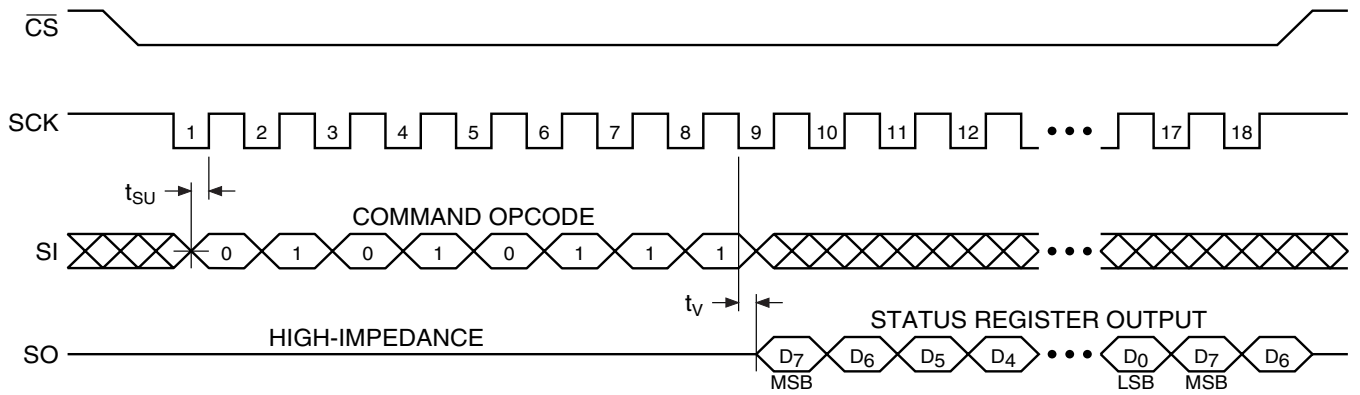 CS
SCK 1 2 3 4 5 6 7 8 9 10 11 12 ••• 17 18
tSU
COMMAND OPCODE
SI 0 1 0 1 0 1 1 1 •••
tV
HIGH-IMPEDANCE STATUS REGISTER OUTPUT
SO D7 D6 D5 D4 ••• D0 D7 D6
MSB LSB MSB